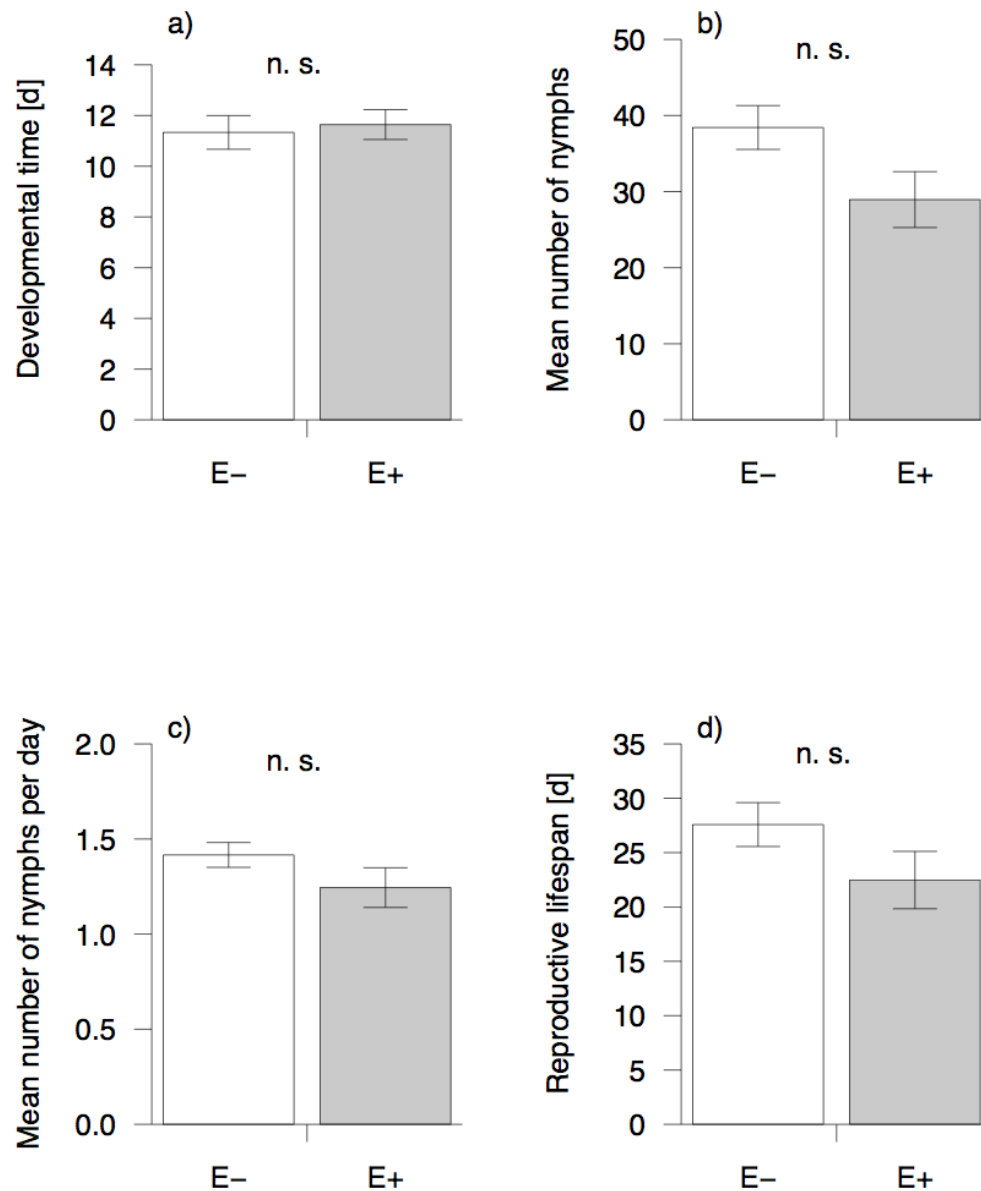 a)
n. s.
Developmental time [d]
14
12
10
8
6
4
2
0
E− E+
b)
n. s.
Mean number of nymphs
50
40
30
20
10
0
E− E+
c)
n. s.
Mean number of nymphs per day
2.0
1.5
1.0
0.5
0.0
E− E+
d)
n. s.
Reproductive lifespan [d]
35
30
25
20
15
10
5
0
E− E+